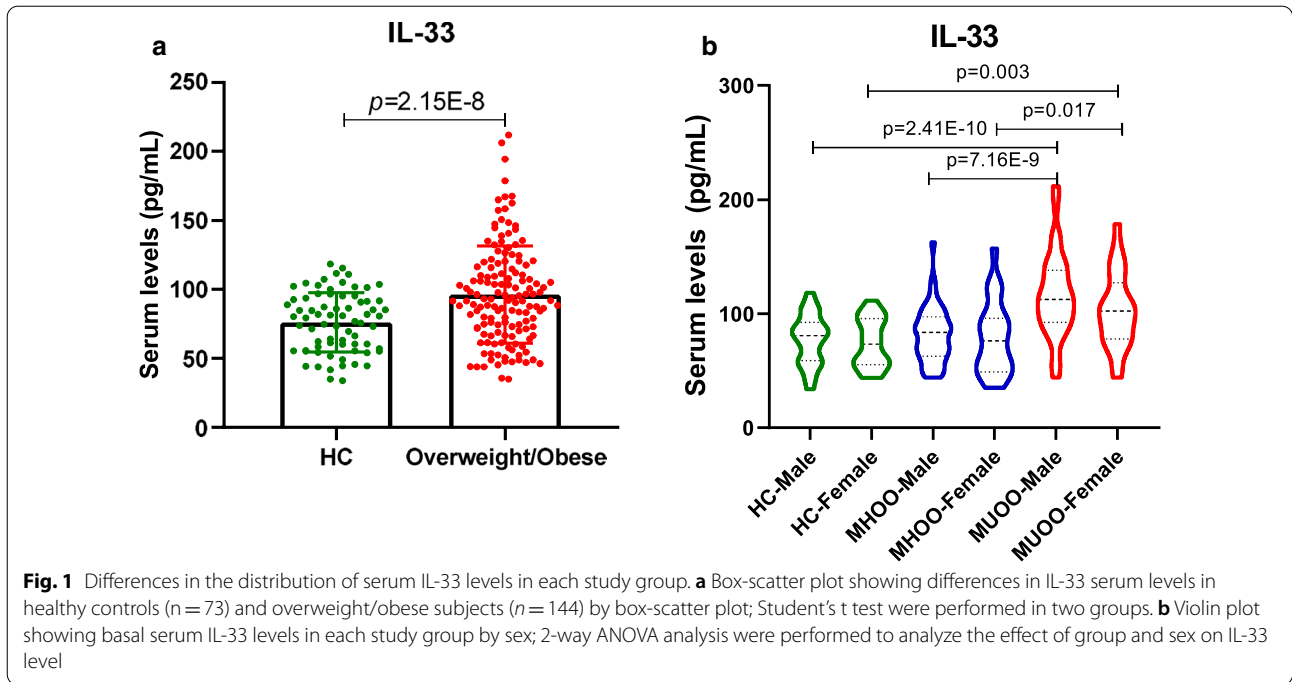 a
IL-33
250
200
150
100
50
0
Serum levels (pg/mL)
p=2.15E-8
HC
Overweight/Obese
b
IL-33
300
200
100
0
Serum levels (pg/mL)
p=0.003
p=0.017
p=2.41E-10
p=7.16E-9
HC-Male
HC-Female
MHOO-Male
MHOO-Female
MUOO-Male
MUOO-Female
Fig. 1 Differences in the distribution of serum IL-33 levels in each study group. a Box-scatter plot showing differences in IL-33 serum levels in
healthy controls (n = 73) and overweight/obese subjects (n = 144) by box-scatter plot; Student's t test were performed in two groups. b Violin plot
showing basal serum IL-33 levels in each study group by sex; 2-way ANOVA analysis were performed to analyze the effect of group and sex on IL-33
level